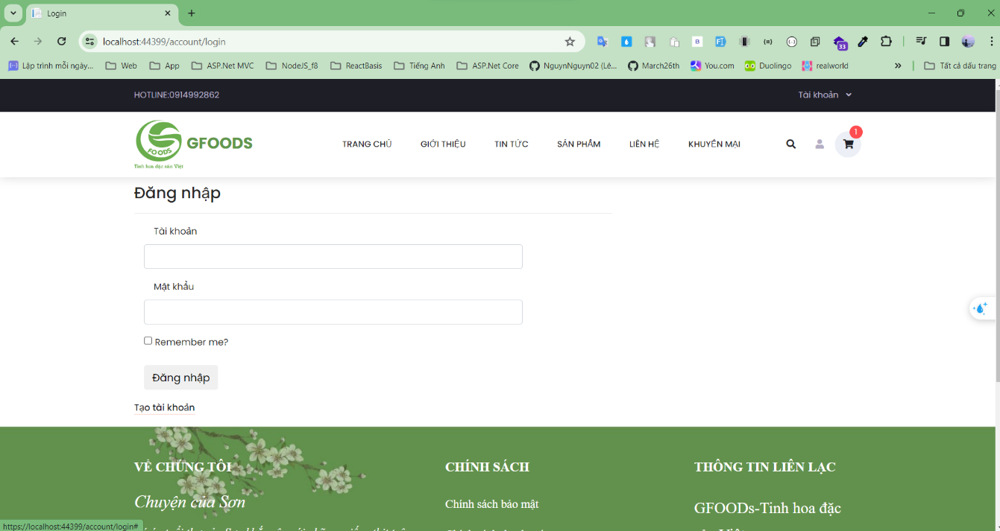 Login
localhost:44399/account/login
33
Lập trình mỗi ngày...
Web
App
ASP.Net MVC
NodeJS_f8
ReactBasis
Tiếng Anh
ASP.Net Core
NguynNguyn02 (Lê...
March26th
You.com
Duolingo
realworld
Tất cả dấu trang
HOTLINE:0914992862
Tài khoản
FOODS
Tinh hoa đặc sản Việt
GFOODS
TRANG CHỦ
GIỚI THIỆU
TIN TỨC
SẢN PHẨM
LIÊN HỆ
KHUYẾN MẠI
1
Đăng nhập
Tài khoản
Mật khẩu
Remember me?
Đăng nhập
Tạo tài khoản
VỀ CHÚNG TÔI
CHÍNH SÁCH
THÔNG TIN LIÊN LẠC
Chuyện của Sơn
Chính sách bảo mật
GFOODs-Tinh hoa đặc
https://localhost:44399/account/login#